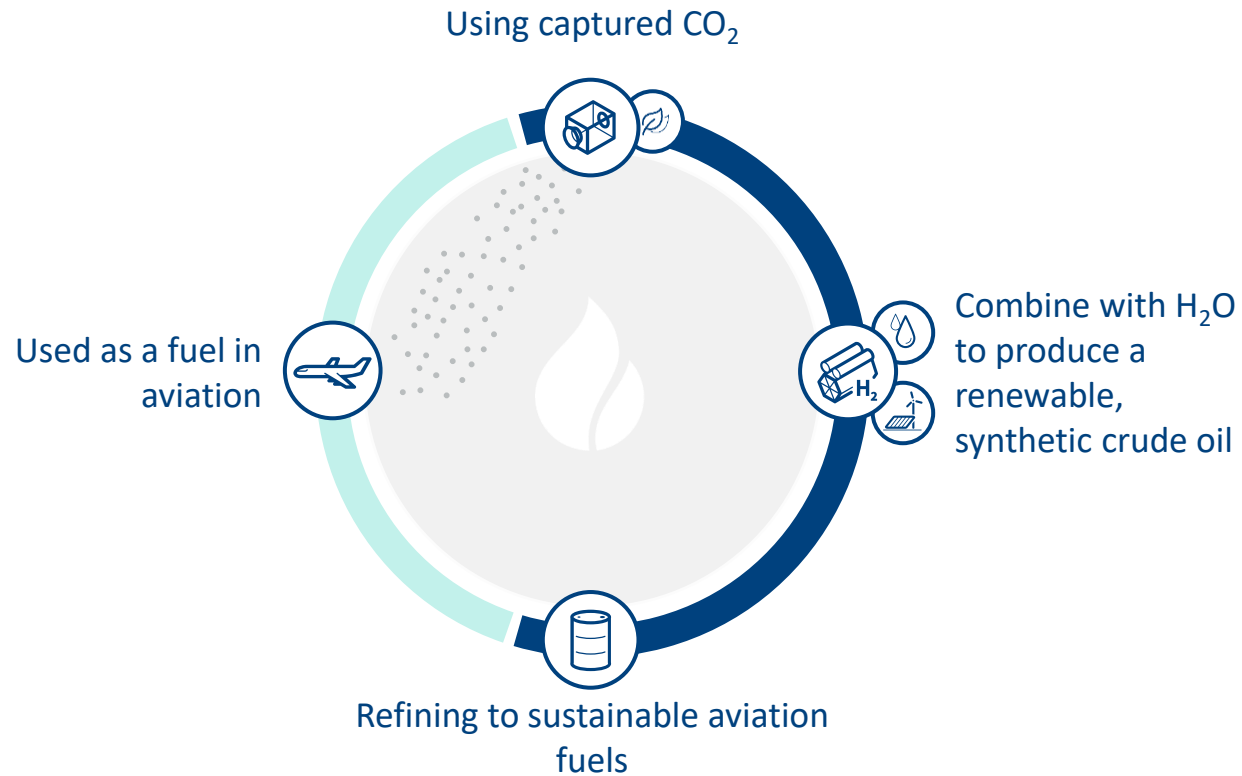 Using captured CO₂
Combine with H₂O
to produce a
renewable,
synthetic crude oil
H₂
Used as a fuel in
aviation
Refining to sustainable aviation
fuels